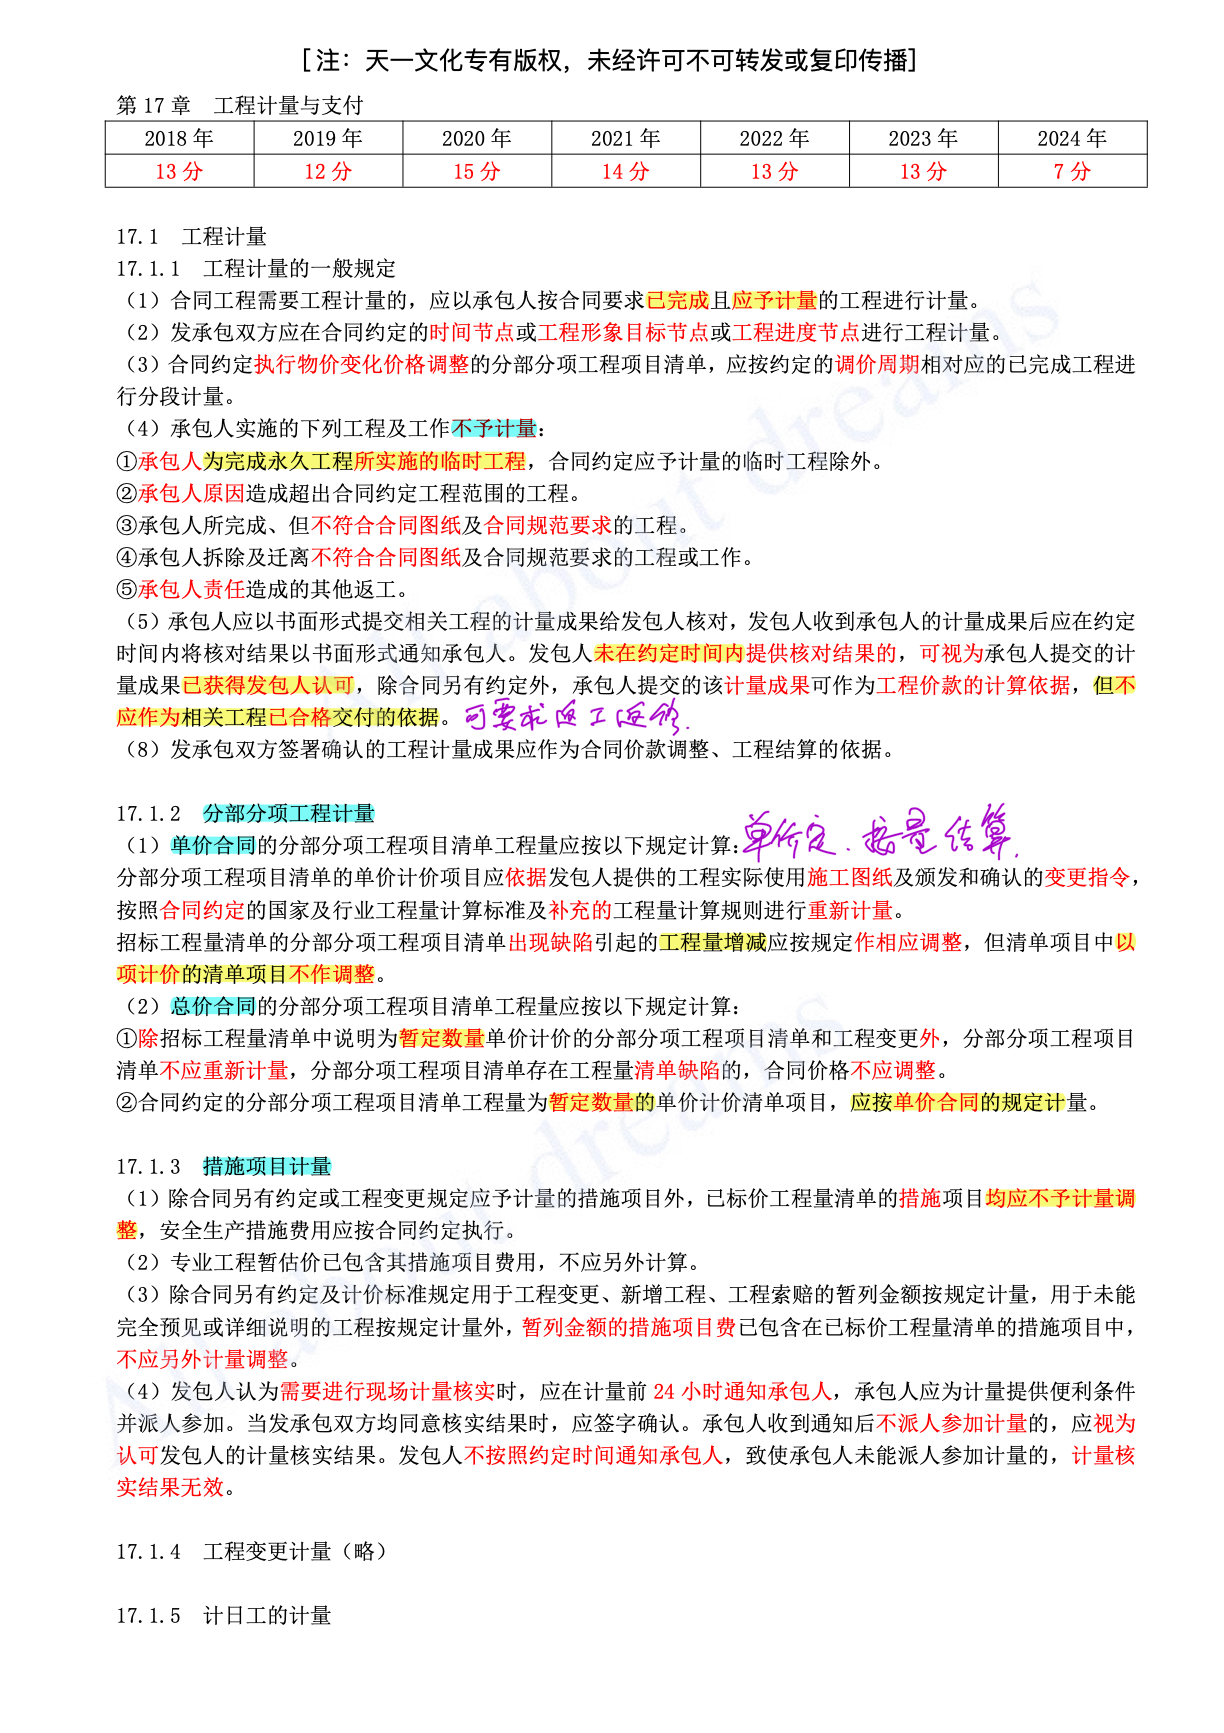 [注：天一文化专有版权，未经许可不可转发或复印传播]
第 17 章　工程计量与支付
2018 年 2019 年 2020 年 2021 年 2022 年 2023 年 2024 年
13 分 12 分 15 分 14 分 13 分 13 分 7 分
17.1　工程计量
17.1.1　工程计量的一般规定
（1）合同工程需要工程计量的，应以承包人按合同要求已完成且应予计量的工程进行计量。
（2）发承包双方应在合同约定的时间节点或工程形象目标节点或工程进度节点进行工程计量。
（3）合同约定执行物价变化价格调整的分部分项工程项目清单，应按约定的调价周期相对应的已完成工程进
行分段计量。
（4）承包人实施的下列工程及工作不予计量：
①承包人为完成永久工程所实施的临时工程，合同约定应予计量的临时工程除外。
②承包人原因造成超出合同约定工程范围的工程。
③承包人所完成、但不符合合同图纸及合同规范要求的工程。
④承包人拆除及迁离不符合合同图纸及合同规范要求的工程或工作。
⑤承包人责任造成的其他返工。
（5）承包人应以书面形式提交相关工程的计量成果给发包人核对，发包人收到承包人的计量成果后应在约定
时间内将核对结果以书面形式通知承包人。发包人未在约定时间内提供核对结果的，可视为承包人提交的计
量成果已获得发包人认可，除合同另有约定外，承包人提交的该计量成果可作为工程价款的计算依据，但不
应作为相关工程已合格交付的依据。可要求返工返修.
（8）发承包双方签署确认的工程计量成果应作为合同价款调整、工程结算的依据。
17.1.2　分部分项工程计量
（1）单价合同的分部分项工程项目清单工程量应按以下规定计算：单价定.按量结算.
分部分项工程项目清单的单价计价项目应依据发包人提供的工程实际使用施工图纸及颁发和确认的变更指令，
按照合同约定的国家及行业工程量计算标准及补充的工程量计算规则进行重新计量。
招标工程量清单的分部分项工程项目清单出现缺陷引起的工程量增减应按规定作相应调整，但清单项目中以
项计价的清单项目不作调整。
（2）总价合同的分部分项工程项目清单工程量应按以下规定计算：
①除招标工程量清单中说明为暂定数量单价计价的分部分项工程项目清单和工程变更外，分部分项工程项目
清单不应重新计量，分部分项工程项目清单存在工程量清单缺陷的，合同价格不应调整。
②合同约定的分部分项工程项目清单工程量为暂定数量的单价计价清单项目，应按单价合同的规定计量。
17.1.3　措施项目计量
（1）除合同另有约定或工程变更规定应予计量的措施项目外，已标价工程量清单的措施项目均应不予计量调
整，安全生产措施费用应按合同约定执行。
（2）专业工程暂估价已包含其措施项目费用，不应另外计算。
（3）除合同另有约定及计价标准规定用于工程变更、新增工程、工程索赔的暂列金额按规定计量，用于未能
完全预见或详细说明的工程按规定计量外，暂列金额的措施项目费已包含在已标价工程量清单的措施项目中，
不应另外计量调整。
（4）发包人认为需要进行现场计量核实时，应在计量前 24 小时通知承包人，承包人应为计量提供便利条件
并派人参加。当发承包双方均同意核实结果时，应签字确认。承包人收到通知后不派人参加计量的，应视为
认可发包人的计量核实结果。发包人不按照约定时间通知承包人，致使承包人未能派人参加计量的，计量核
实结果无效。
17.1.4　工程变更计量（略）
17.1.5　计日工的计量
All about dreams
All about dreams